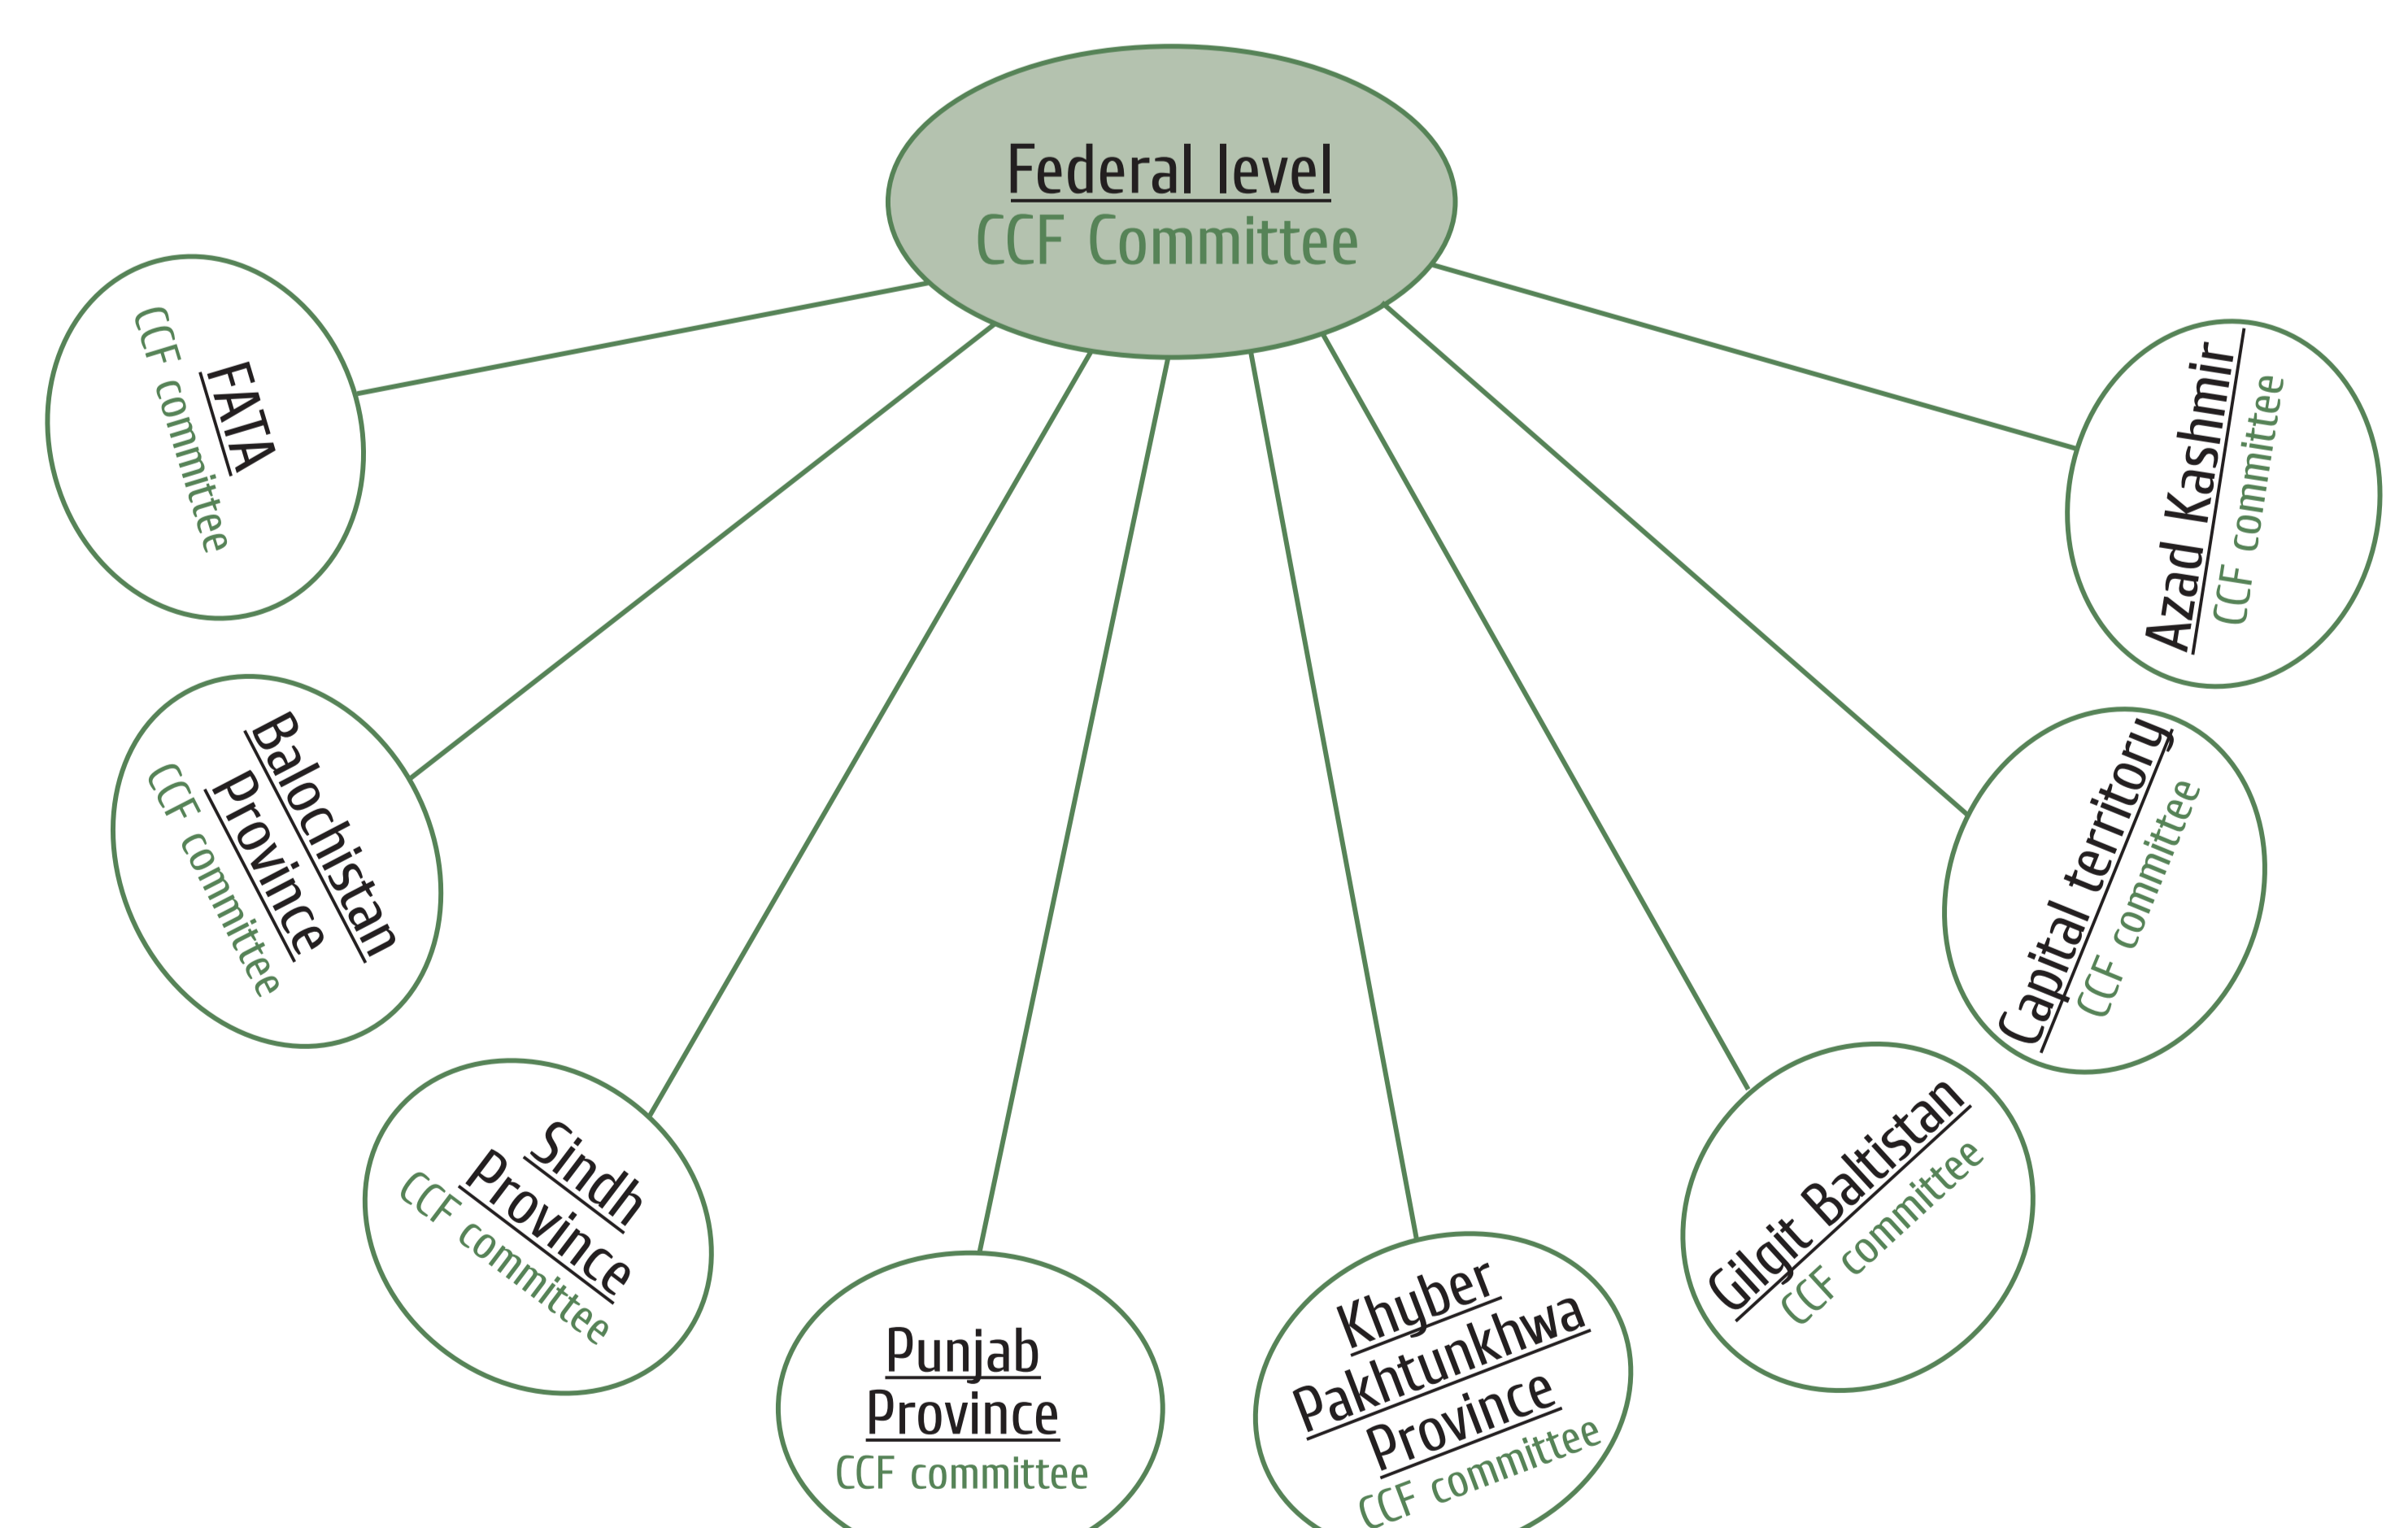 Federal level
CCF Committee
FATA
CCF committee
Balochistan
Province
CCF committee
Sindh
Province
CCF committee
Punjab
Province
CCF committee
Khyber
Pakhtunkhwa
Province
CCF committee
Gilgit Baltistan
CCF committee
Capital territory
CCF committee
Azad Kashmir
CCF committee